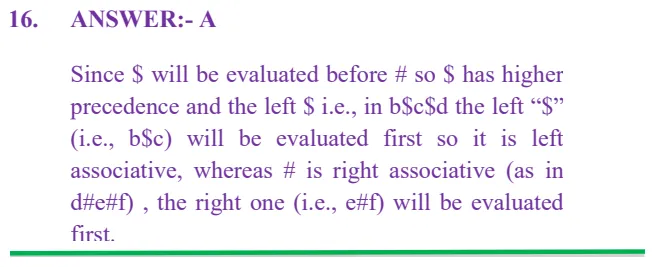 16. ANSWER:- A
Since $ will be evaluated before # so $ has higher
precedence and the left $ i.e., in b$c$d the left “$”
(i.e., b$c) will be evaluated first so it is left
associative, whereas # is right associative (as in
d#e#f) , the right one (i.e., e#f) will be evaluated
first.